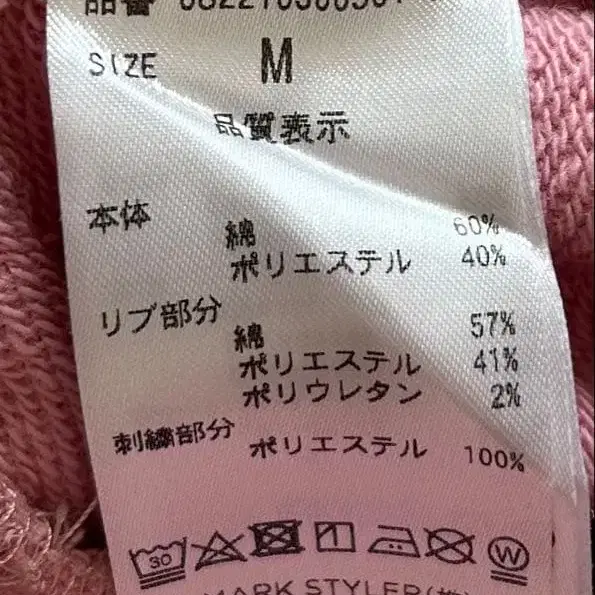 品番
SIZE M
品質表示
本体
綿 60%
ポリエステル 40%
リブ部分
綿 57%
ポリエステル 41%
ポリウレタン 2%
刺繍部分 ポリエステル 100%
30 W
MARK STYLER(株)